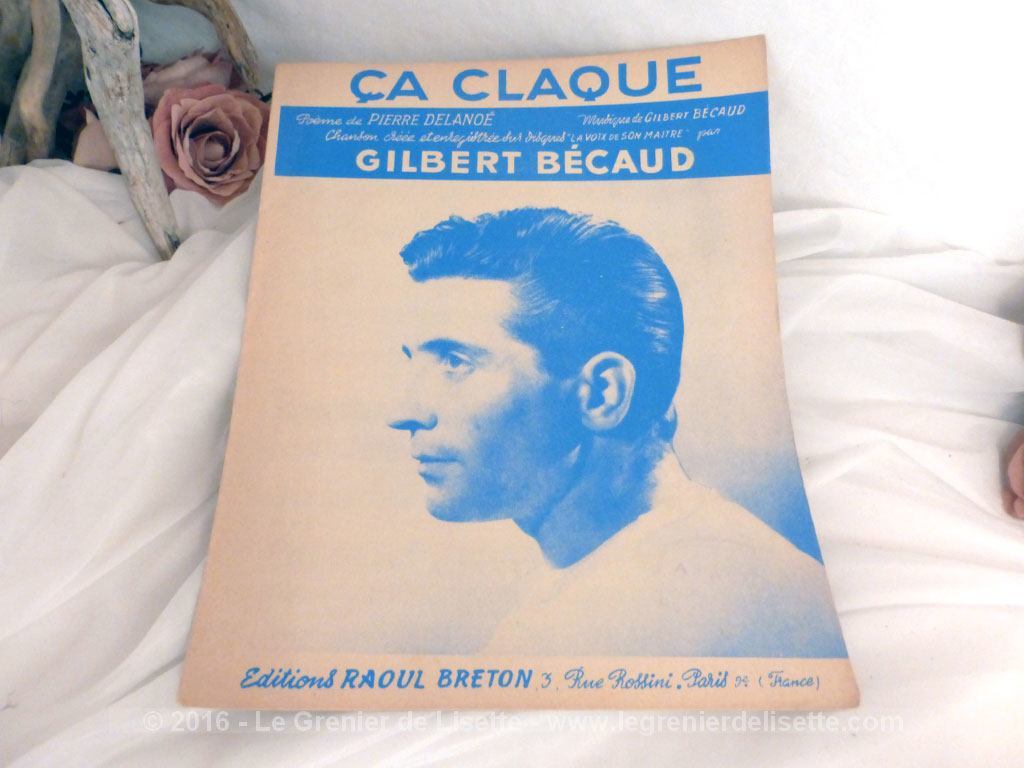 ÇA CLAQUE
Poème de PIERRE DELANOÉ Musique de GILBERT BÉCAUD
Chanson créée et enregistrée sur disques "LA VOIX DE SON MAITRE" par
GILBERT BÉCAUD
Editions RAOUL BRETON, 3, Rue Rossini. Paris 9e (France)
© 2016 - Le Grenier de Lisette - www.legrenierdelisette.com